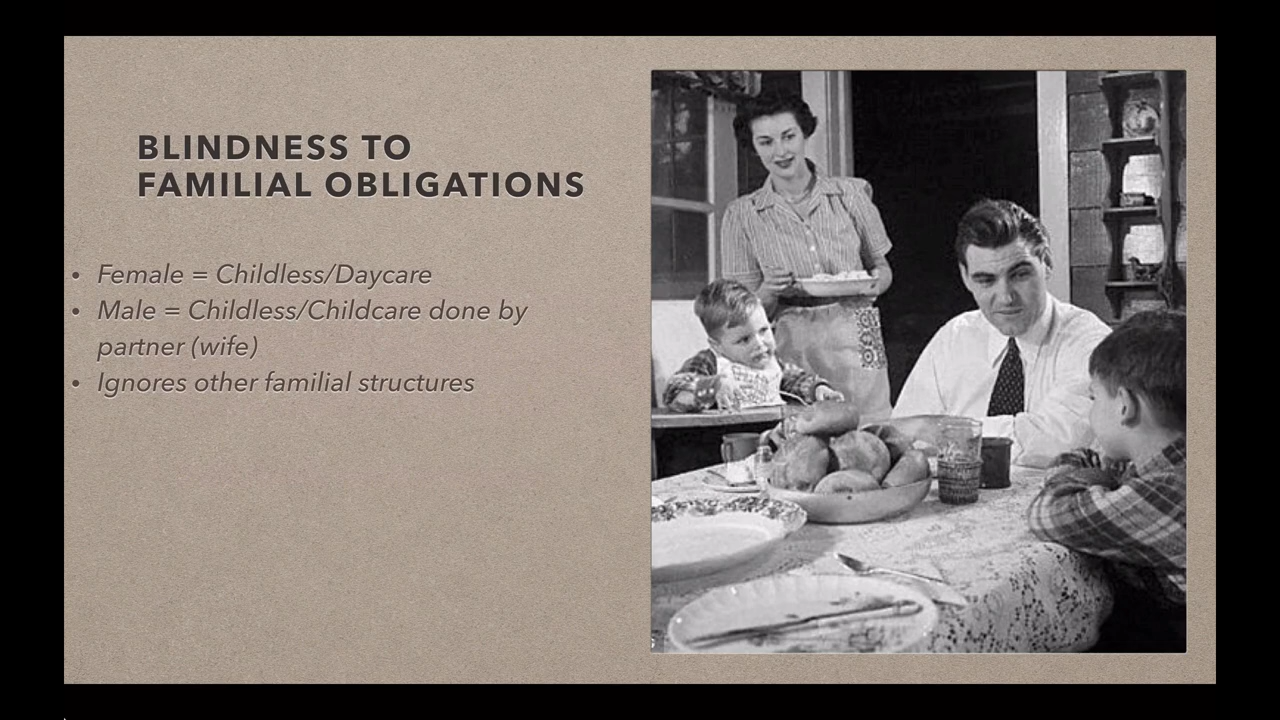 BLINDNESS TO
FAMILIAL OBLIGATIONS
• Female = Childless/Daycare
• Male = Childless/Childcare done by
partner (wife)
• Ignores other familial structures